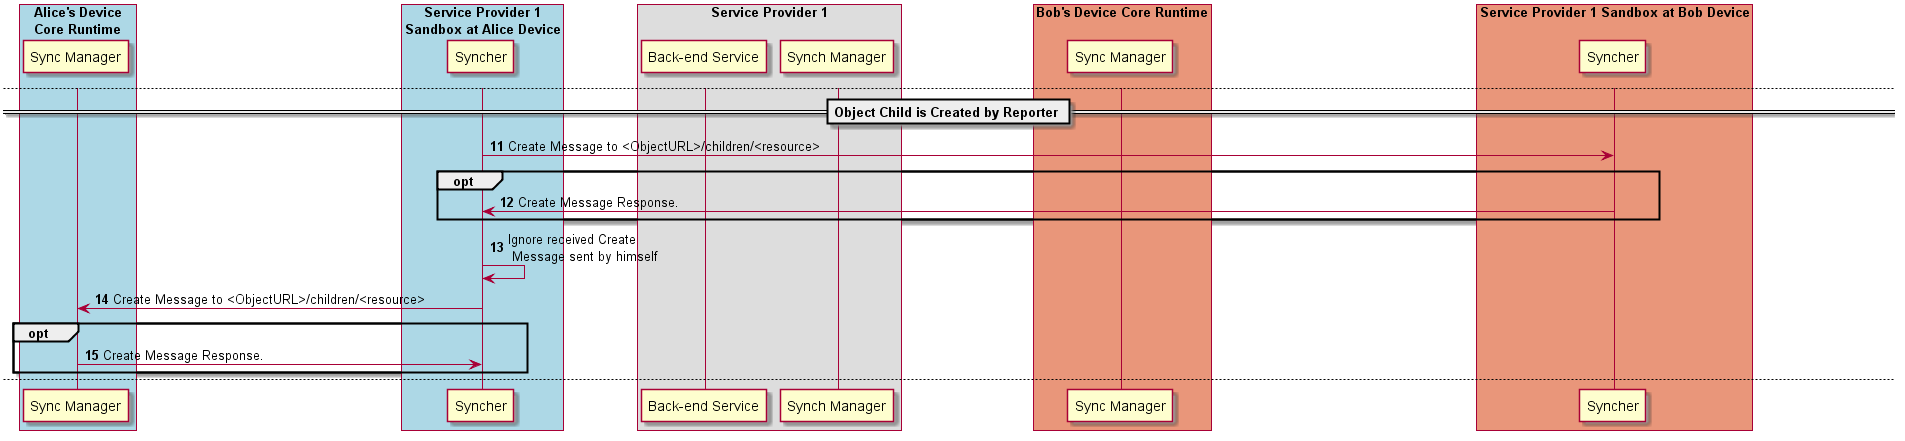 Alice's Device
Core Runtime
Service Provider 1
Sandbox at Alice Device
Service Provider 1
Bob's Device Core Runtime
Service Provider 1 Sandbox at Bob Device
Sync Manager
Syncher
Back-end Service
Synch Manager
Sync Manager
Syncher
Object Child is Created by Reporter
11 Create Message to <ObjectURL>/children/<resource>
opt
12 Create Message Response.
13 Ignore received Create
Message sent by himself
14 Create Message to <ObjectURL>/children/<resource>
opt
15 Create Message Response.
Sync Manager
Syncher
Back-end Service
Synch Manager
Sync Manager
Syncher